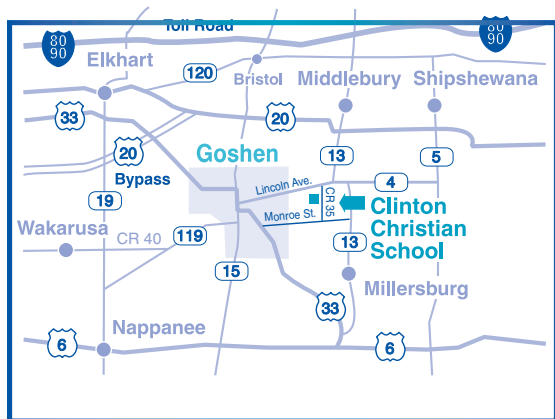 Toll Road
80
90
80
90
Elkhart
120
Bristol
Middlebury
Shipshewana
33
20
20
Bypass
Goshen
13
5
Lincoln Ave.
4
19
CR 35
Monroe St.
Clinton
Christian
School
Wakarusa
CR 40
119
13
15
Millersburg
33
Nappanee
6
6